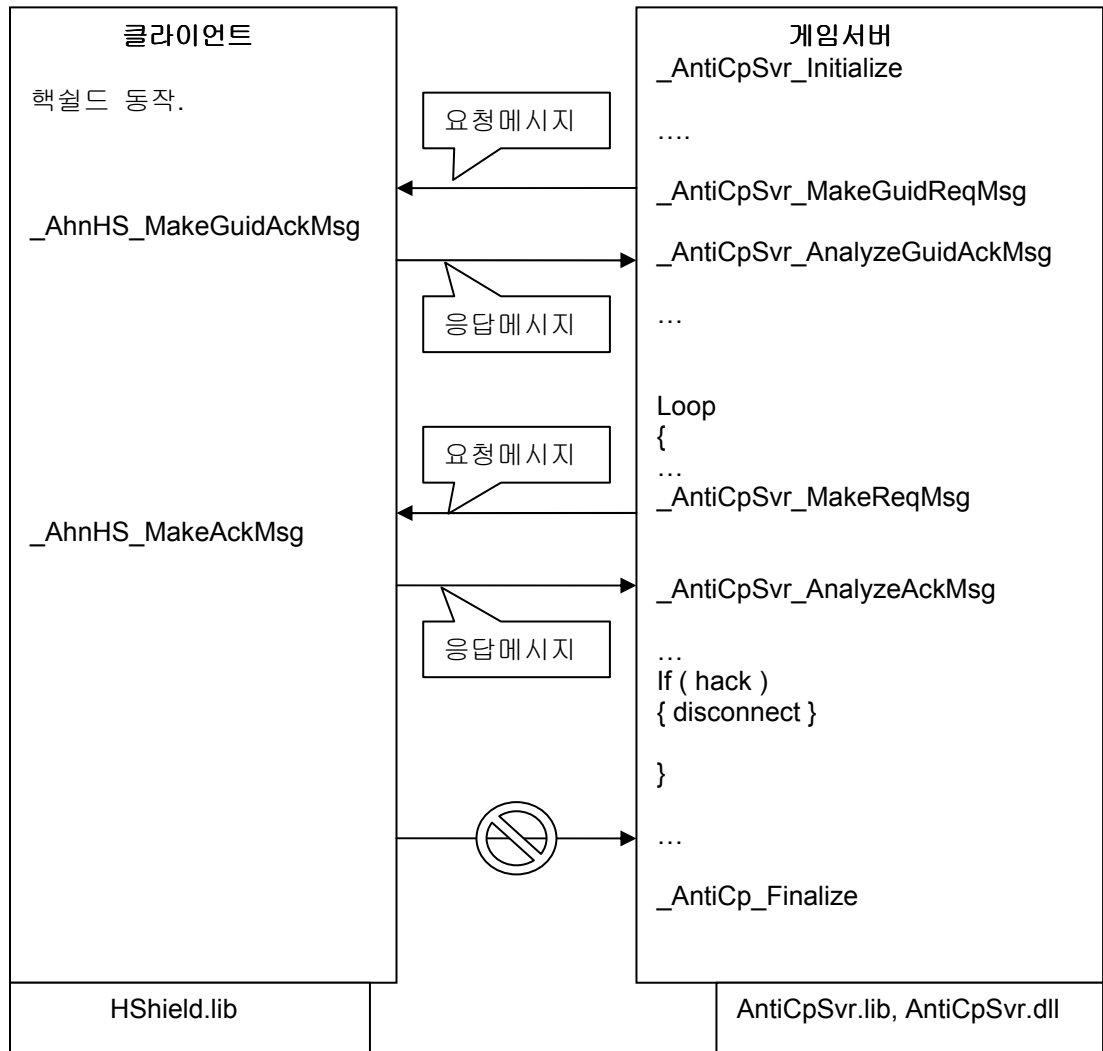 클라이언트
게임서버
_AntiCpSvr_Initialize
핵쉴드 동작.
요청메시지
....
_AntiCpSvr_MakeGuidReqMsg
_AhnHS_MakeGuidAckMsg
_AntiCpSvr_AnalyzeGuidAckMsg
응답메시지
…
Loop
{
요청메시지
…
_AntiCpSvr_MakeReqMsg
_AhnHS_MakeAckMsg
_AntiCpSvr_AnalyzeAckMsg
응답메시지
…
If ( hack )
{ disconnect }
}
…
_AntiCp_Finalize
HShield.lib
AntiCpSvr.lib, AntiCpSvr.dll